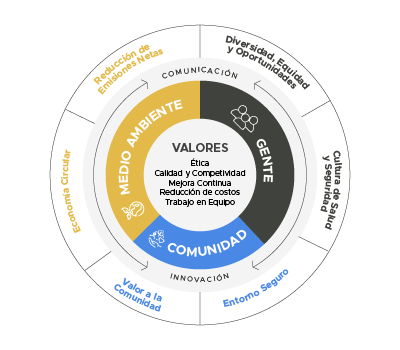 Reducción de
Emisiones Netas
Diversidad, Equidad
y Oportunidades
COMUNICACIÓN
MEDIO AMBIENTE
GENTE
VALORES
Ética
Calidad y Competividad
Mejora Continua
Reducción de costos
Trabajo en Equipo
Economía Circular
Cultura de Salud
y Seguridad
COMUNIDAD
INNOVACIÓN
Valor a la
Comunidad
Entorno Seguro